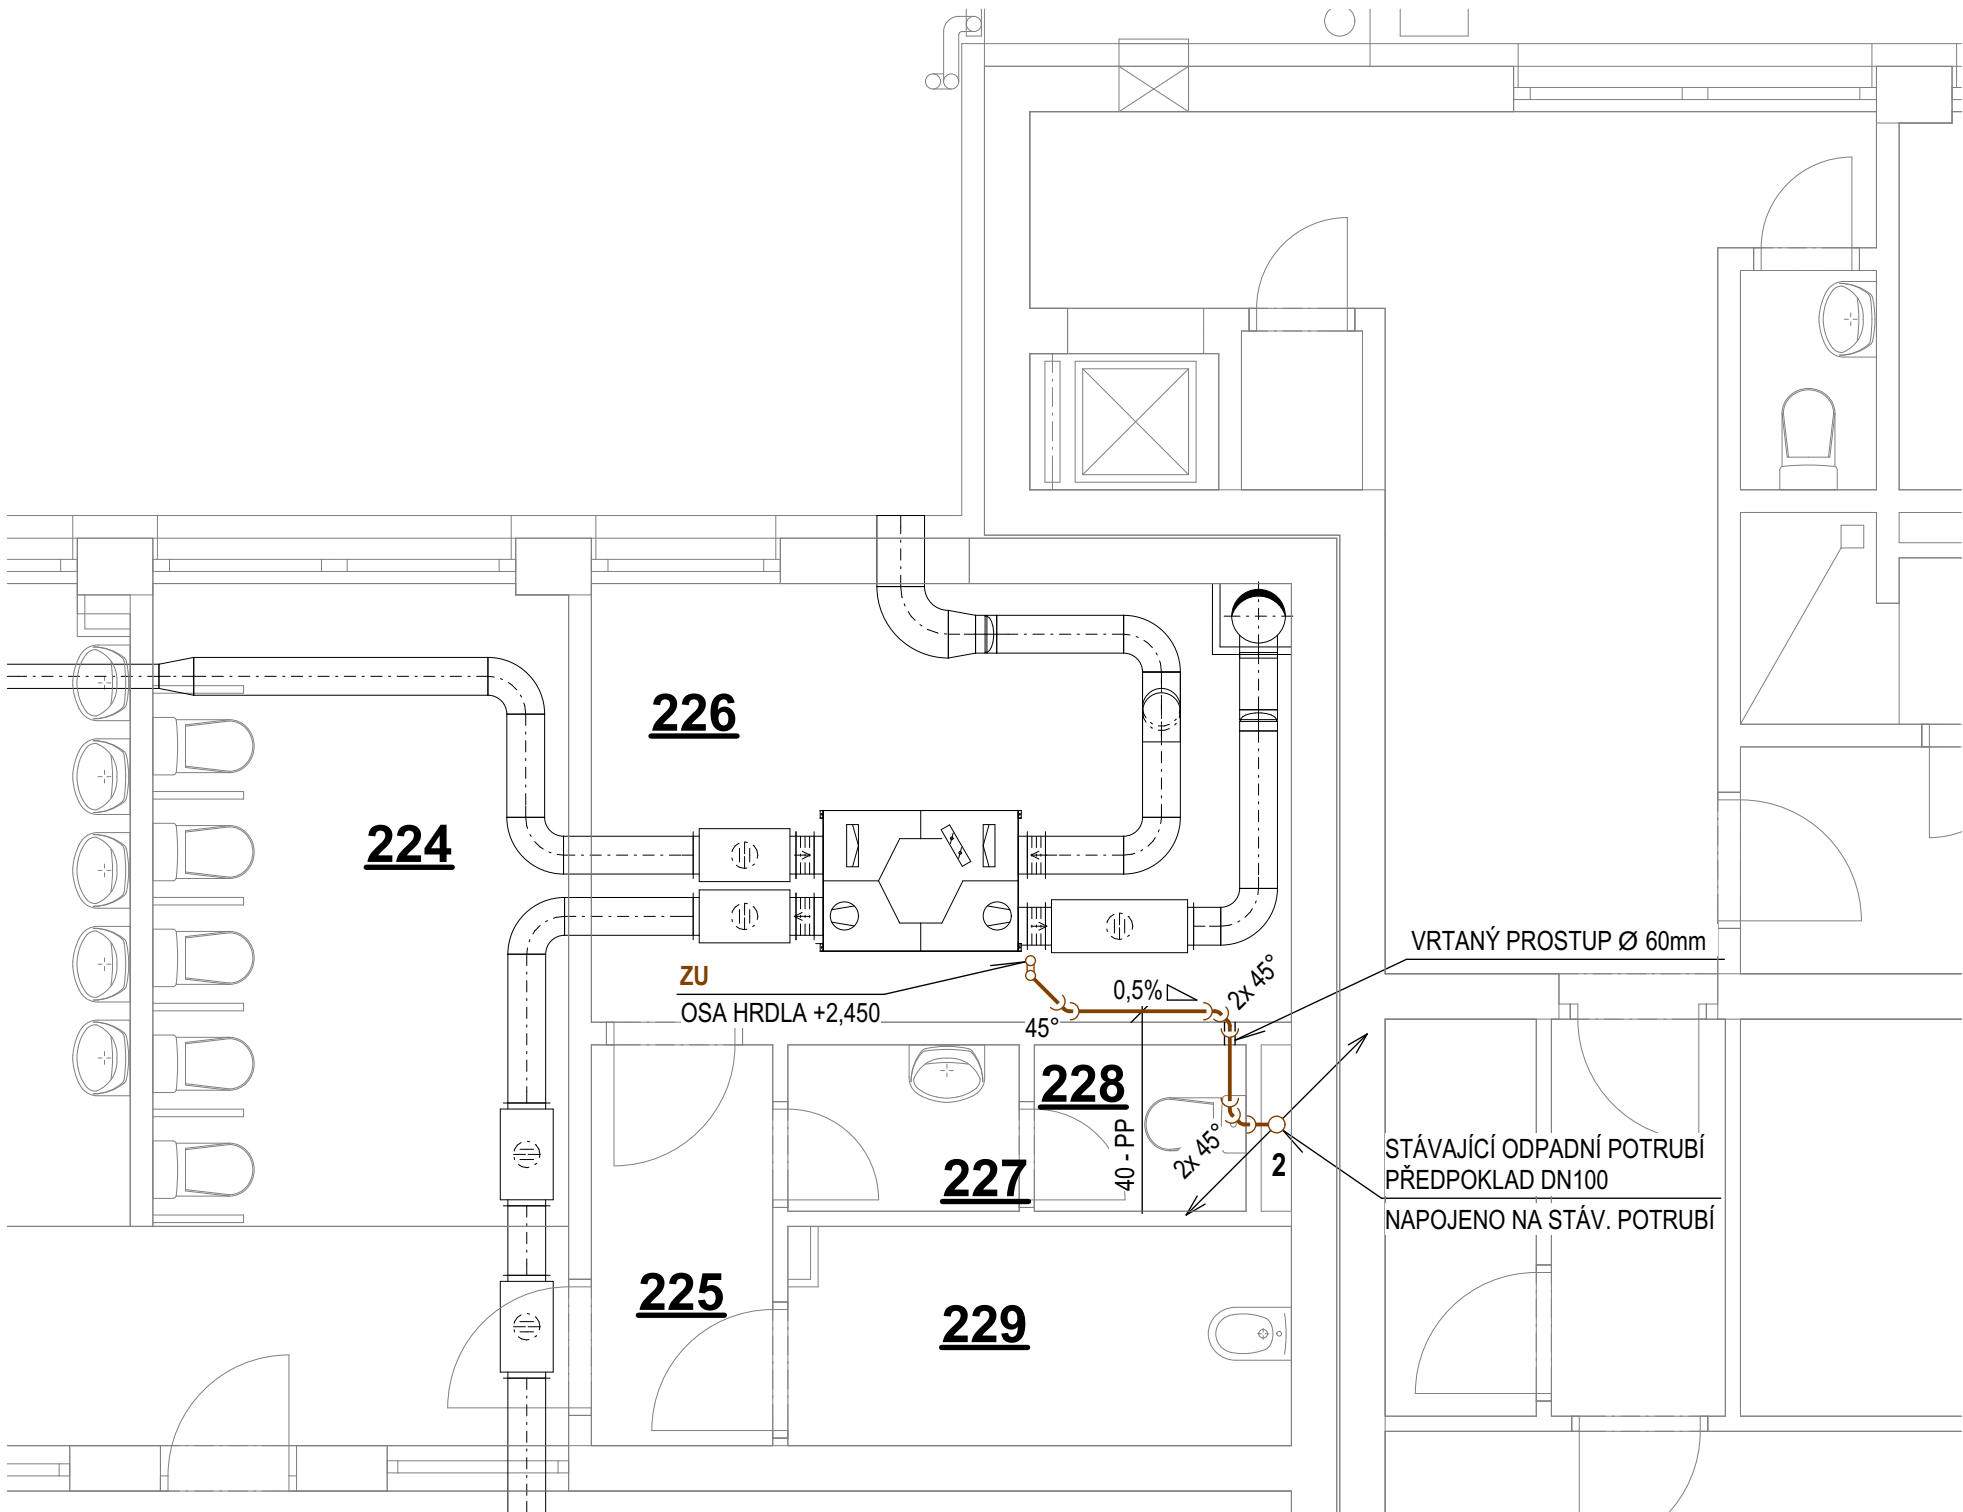 226
224
VRTANÝ PROSTUP Ø 60mm
ZU
OSA HRDLA +2,450
0,5%
2x 45°
45°
228
40 - PP
2x 45°
2
227
STÁVAJÍCÍ ODPADNÍ POTRUBÍ
PŘEDPOKLAD DN100
NAPOJENO NA STÁV. POTRUBÍ
225
229